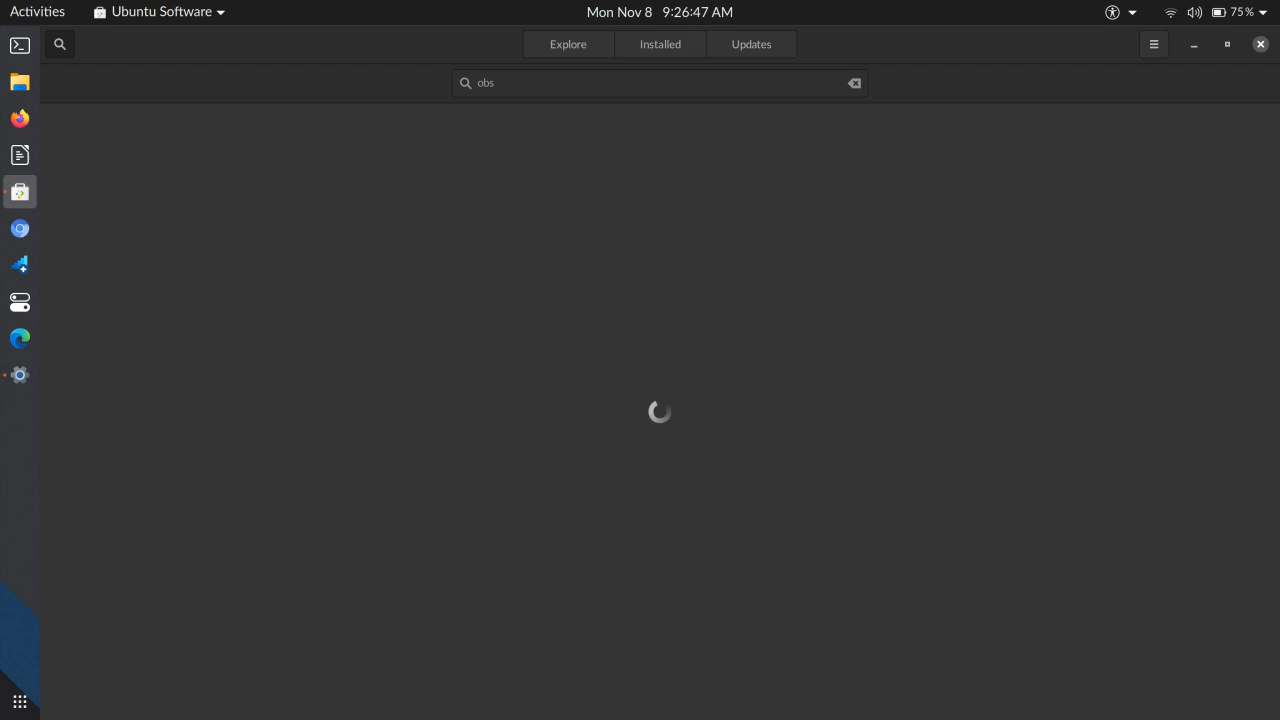 Activities
Ubuntu Software
Mon Nov 8 9:26:47 AM
75%
Explore
Installed
Updates
obs